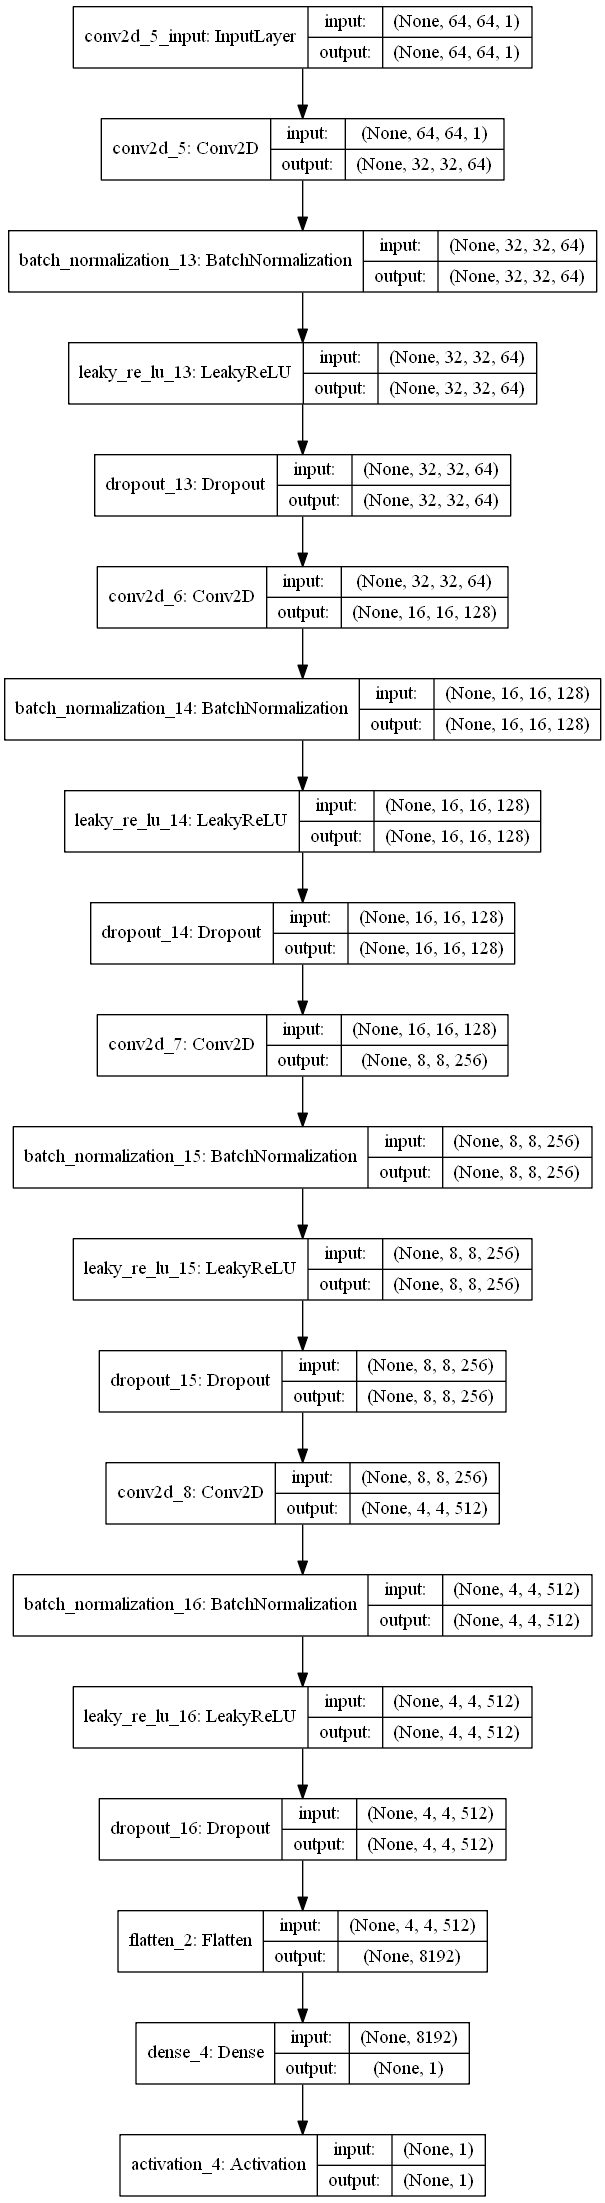 conv2d_5_input: InputLayer input: (None, 64, 64, 1)
output: (None, 64, 64, 1)
conv2d_5: Conv2D input: (None, 64, 64, 1)
output: (None, 32, 32, 64)
batch_normalization_13: BatchNormalization input: (None, 32, 32, 64)
output: (None, 32, 32, 64)
leaky_re_lu_13: LeakyReLU input: (None, 32, 32, 64)
output: (None, 32, 32, 64)
dropout_13: Dropout input: (None, 32, 32, 64)
output: (None, 32, 32, 64)
conv2d_6: Conv2D input: (None, 32, 32, 64)
output: (None, 16, 16, 128)
batch_normalization_14: BatchNormalization input: (None, 16, 16, 128)
output: (None, 16, 16, 128)
leaky_re_lu_14: LeakyReLU input: (None, 16, 16, 128)
output: (None, 16, 16, 128)
dropout_14: Dropout input: (None, 16, 16, 128)
output: (None, 16, 16, 128)
conv2d_7: Conv2D input: (None, 16, 16, 128)
output: (None, 8, 8, 256)
batch_normalization_15: BatchNormalization input: (None, 8, 8, 256)
output: (None, 8, 8, 256)
leaky_re_lu_15: LeakyReLU input: (None, 8, 8, 256)
output: (None, 8, 8, 256)
dropout_15: Dropout input: (None, 8, 8, 256)
output: (None, 8, 8, 256)
conv2d_8: Conv2D input: (None, 8, 8, 256)
output: (None, 4, 4, 512)
batch_normalization_16: BatchNormalization input: (None, 4, 4, 512)
output: (None, 4, 4, 512)
leaky_re_lu_16: LeakyReLU input: (None, 4, 4, 512)
output: (None, 4, 4, 512)
dropout_16: Dropout input: (None, 4, 4, 512)
output: (None, 4, 4, 512)
flatten_2: Flatten input: (None, 4, 4, 512)
output: (None, 8192)
dense_4: Dense input: (None, 8192)
output: (None, 1)
activation_4: Activation input: (None, 1)
output: (None, 1)